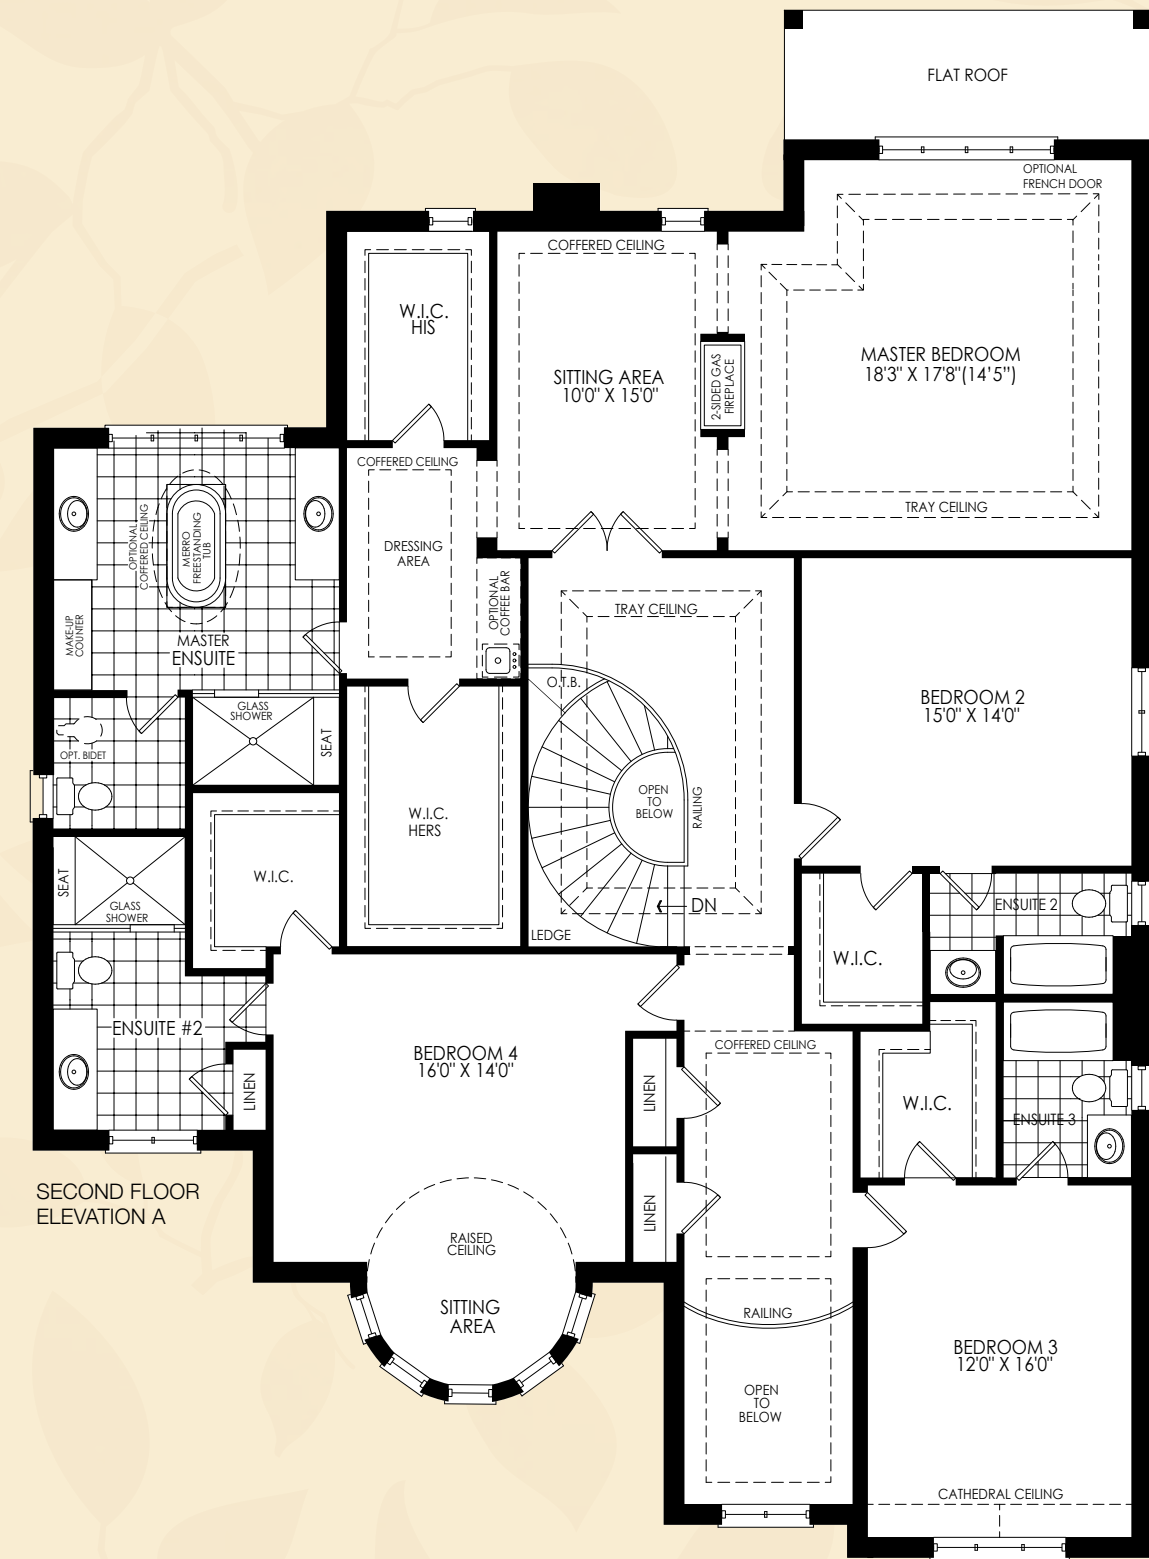 FLAT ROOF
OPTIONAL
FRENCH DOOR
COFFERED CEILING
W.I.C.
HIS
SITTING AREA
10'0" X 15'0"
2-SIDED GAS
FIREPLACE
MASTER BEDROOM
18'3" X 17'8"(14'5")
TRAY CEILING
COFFERED CEILING
DRESSING
AREA
OPTIONAL
COFFEE BAR
OPTIONAL
COFFERED CEILING
MERRO
FREESTANDING
TUB
MAKE-UP
COUNTER
MASTER
ENSUITE
TRAY CEILING
O.T.B.
OPEN
TO
BELOW
RAILING
DN
LEDGE
BEDROOM 2
15'0" X 14'0"
GLASS
SHOWER
SEAT
OPT. BIDET
W.I.C.
HERS
W.I.C.
SEAT
GLASS
SHOWER
ENSUITE 2
W.I.C.
ENSUITE #2
LINEN
BEDROOM 4
16'0" X 14'0"
LINEN
LINEN
COFFERED CEILING
W.I.C.
ENSUITE 3
SECOND FLOOR
ELEVATION A
RAISED
CEILING
SITTING
AREA
RAILING
OPEN
TO
BELOW
BEDROOM 3
12'0" X 16'0"
CATHEDRAL CEILING